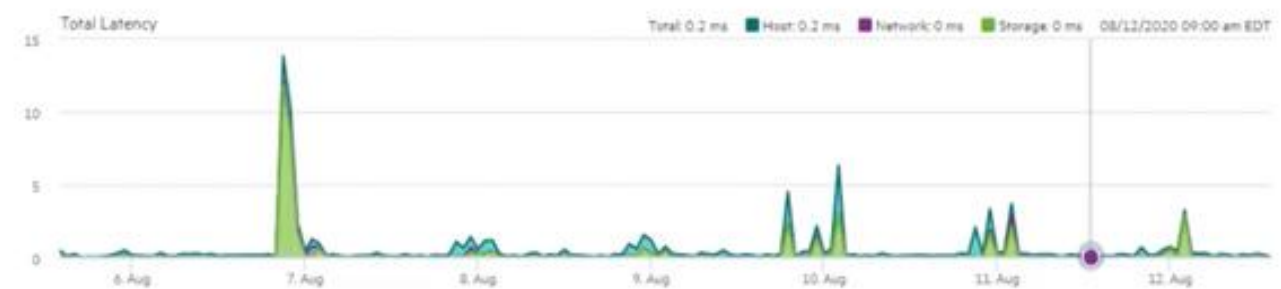 Total Latency
Total: 0.2 ms Host: 0.2 ms Network: 0 ms Storage: 0 ms 08/12/2020 09:00 am EDT
15
10
5
0
6. Aug 7. Aug 8. Aug 9. Aug 10. Aug 11. Aug 12. Aug